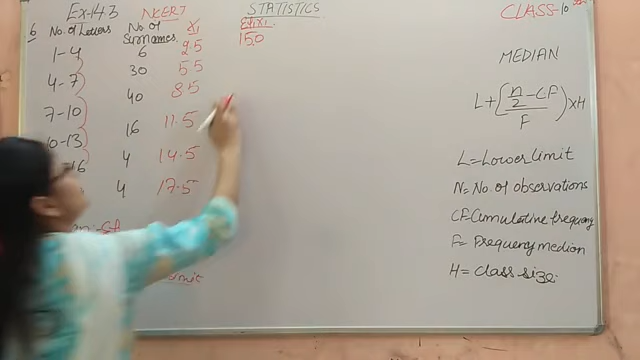 Ex-14.3 NCERT STATISTICS CLASS-10
6 No. of Letters No. of Surnames X1 Σfixi
1-4 6 2.5 150
4-7 30 5.5
7-10 40 8.5
10-13 16 11.5
16 4 14.5
4 17.5
MEDIAN
L+[n/2-CF/F]×H
L=Lower limit
N=No. of observations
CF=Cumulative frequency
F=Frequency median
H=Class size